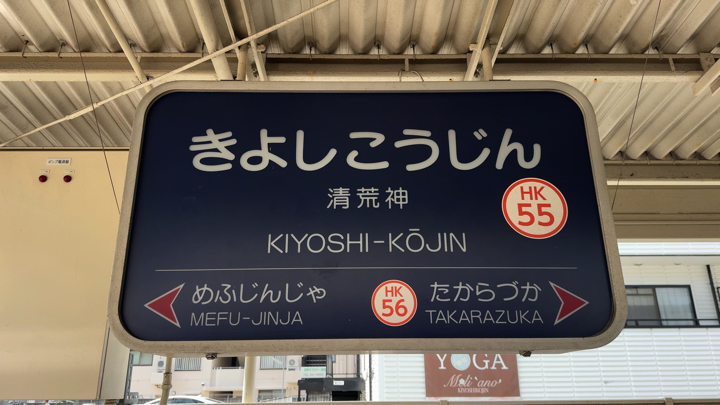 きよしこうじん
清荒神
HK
55
KIYOSHI-KŌJIN
めふじんじゃ
MEFU-JINJA
HK
56
たからづか
TAKARAZUKA
YOGA